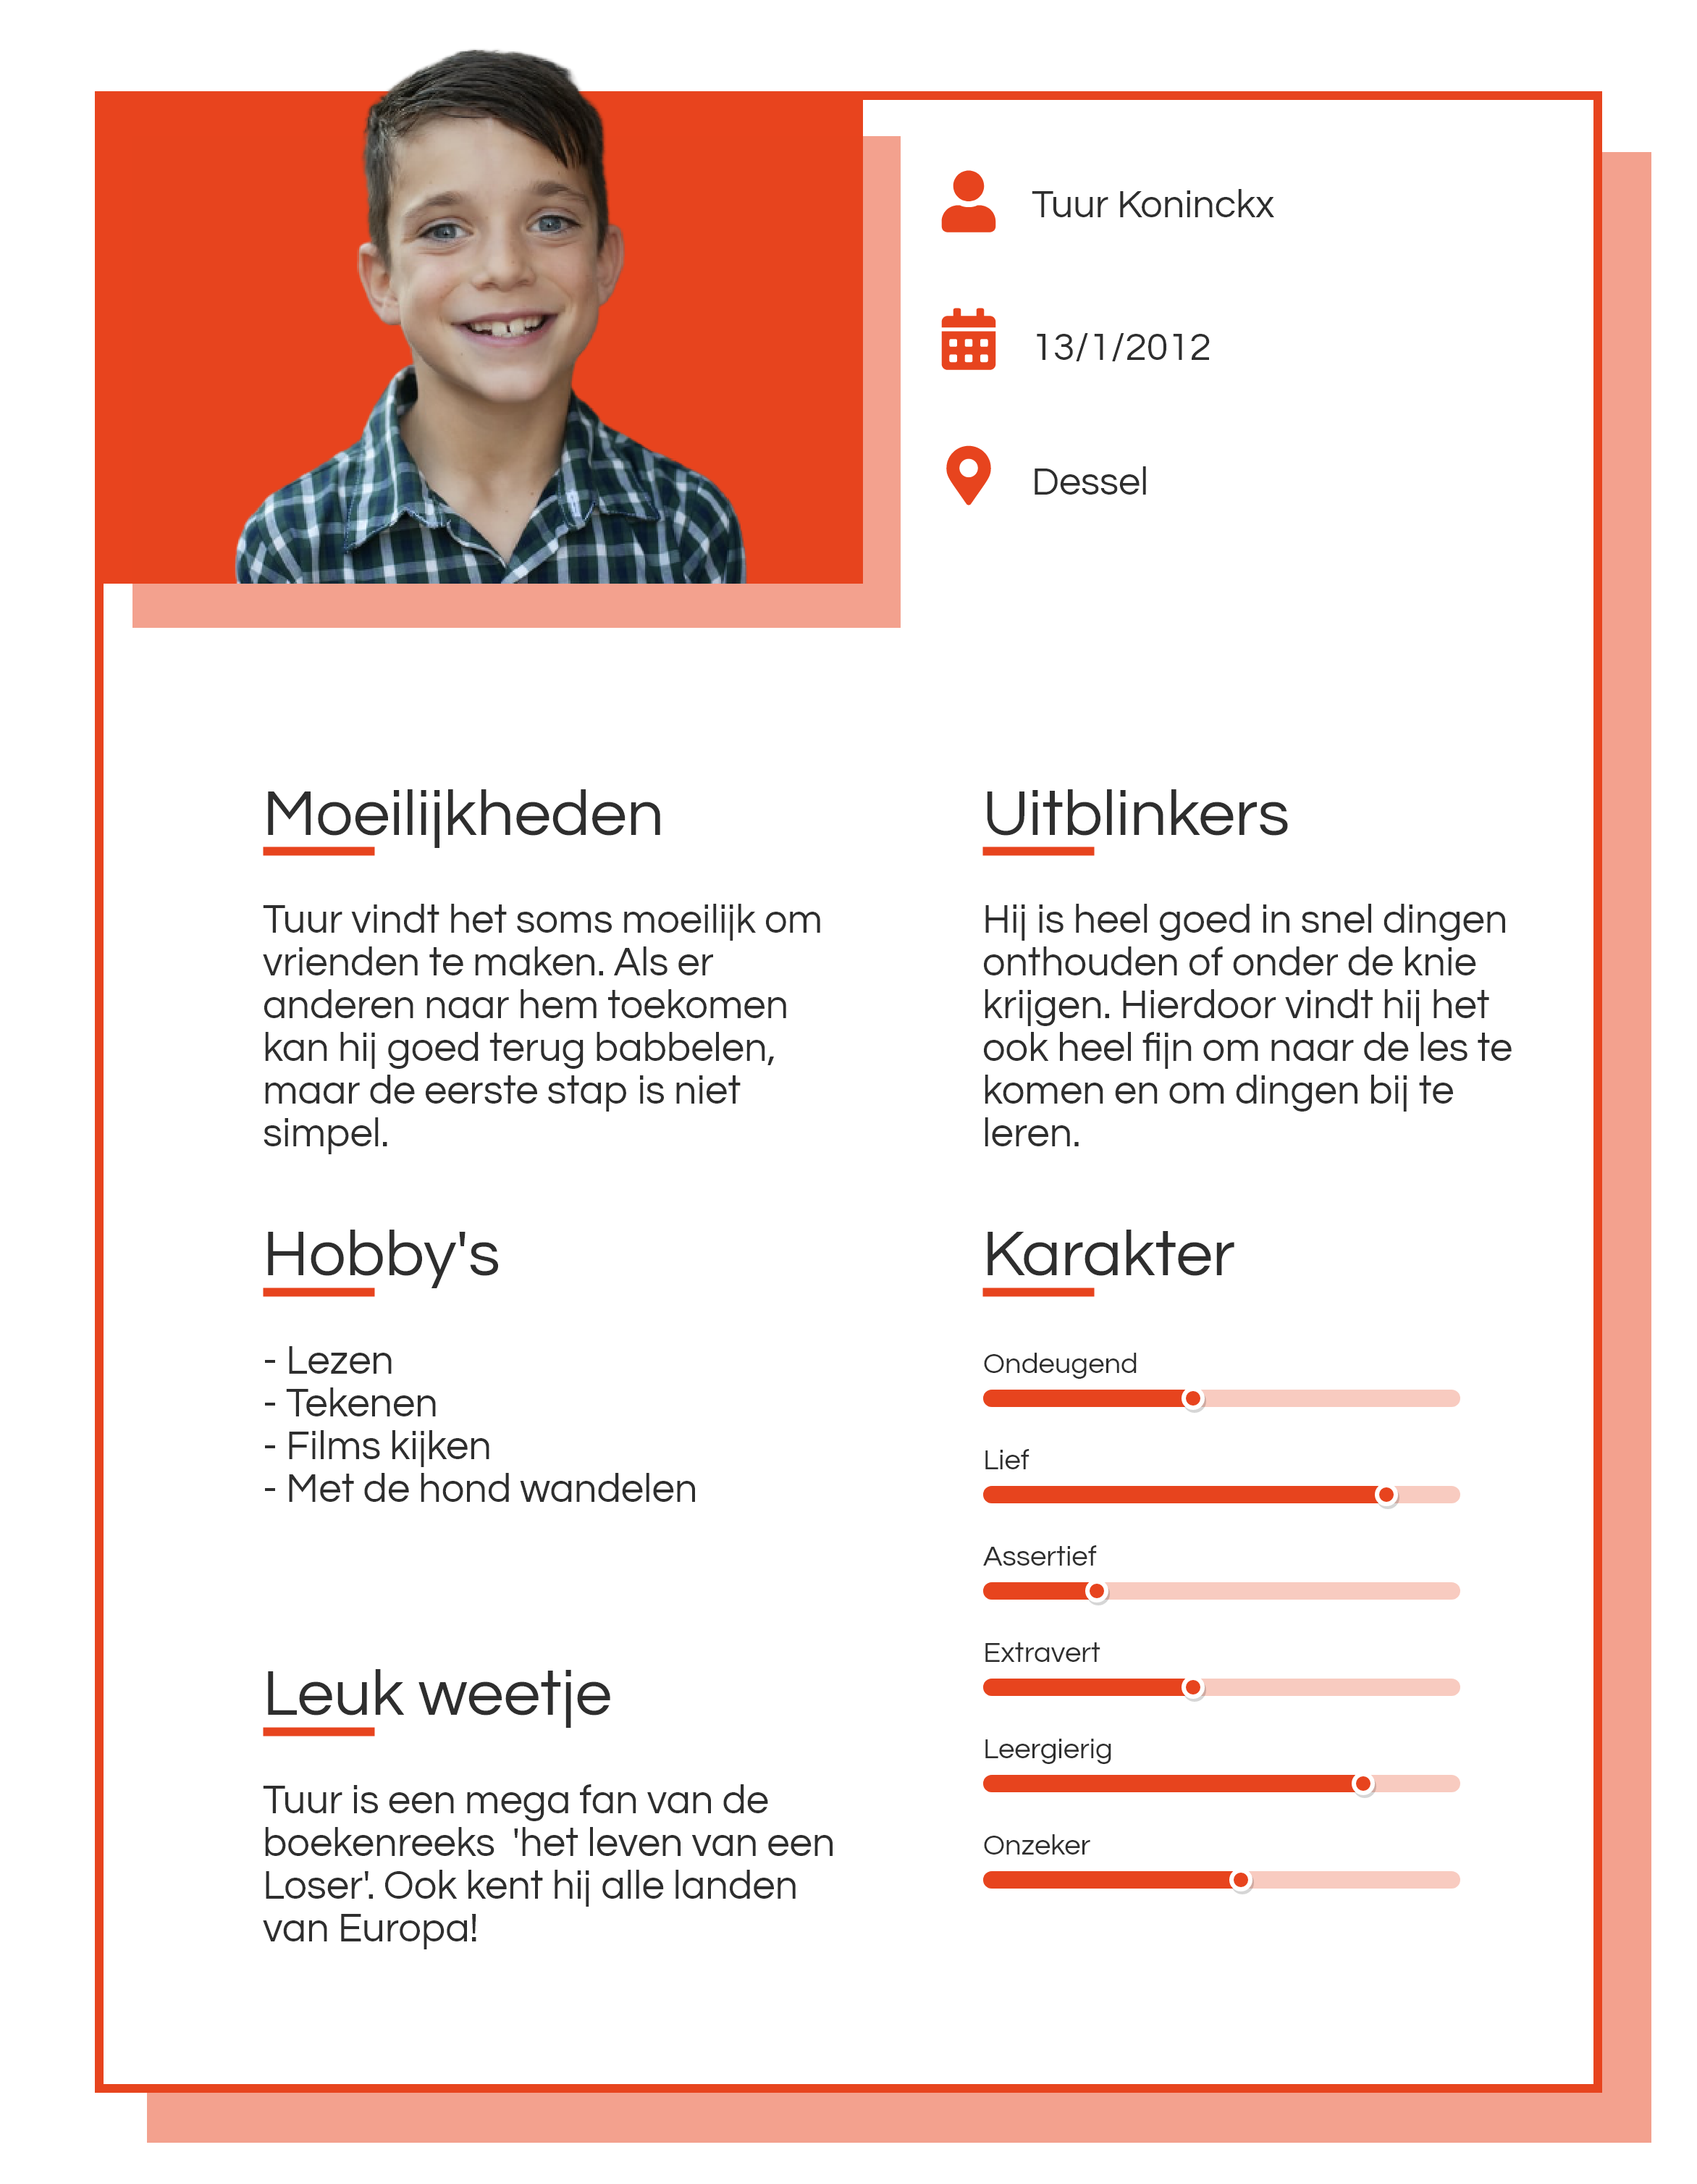 Tuur Koninckx
13/1/2012
Dessel
Moeilijkheden
Tuur vindt het soms moeilijk om
vrienden te maken. Als er
anderen naar hem toekomen
kan hij goed terug babbelen,
maar de eerste stap is niet
simpel.
Uitblinkers
Hij is heel goed in snel dingen
onthouden of onder de knie
krijgen. Hierdoor vindt hij het
ook heel fijn om naar de les te
komen en om dingen bij te
leren.
Hobby's
- Lezen
- Tekenen
- Films kijken
- Met de hond wandelen
Karakter
Ondeugend
Lief
Assertief
Extravert
Leergierig
Onzeker
Leuk weetje
Tuur is een mega fan van de
boekenreeks  'het leven van een
Loser'. Ook kent hij alle landen
van Europa!